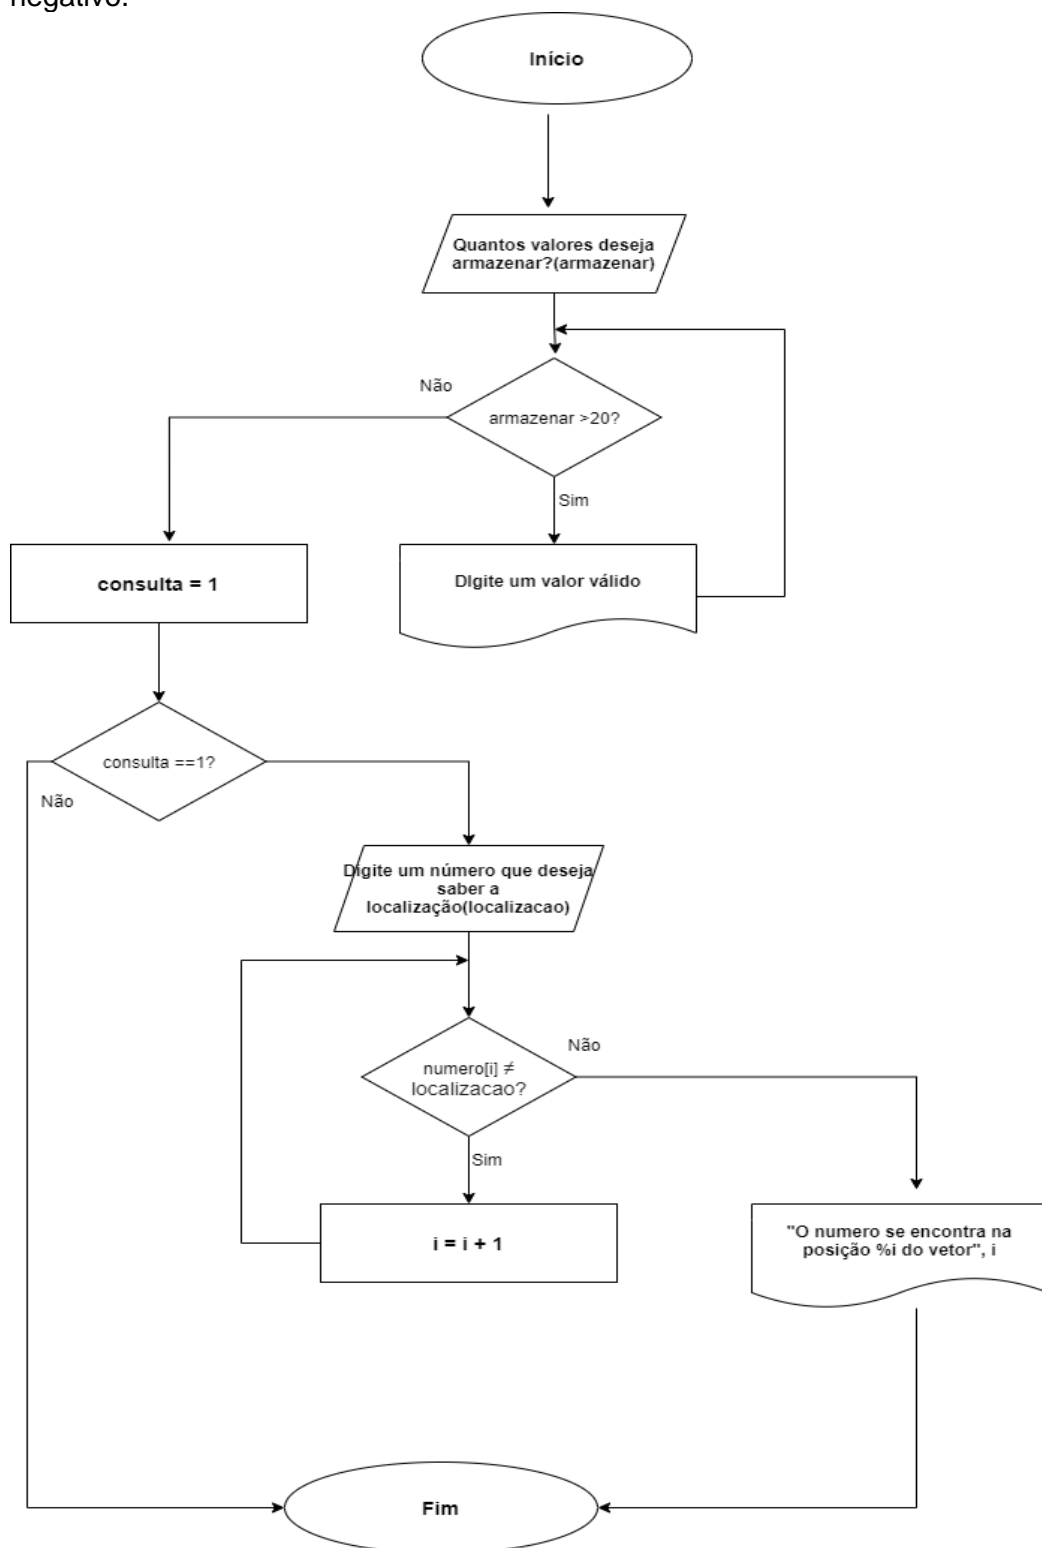 negativo.
Início
Quantos valores deseja
armazenar?(armazenar)
Não
armazenar >20?
Sim
consulta = 1
DIgite um valor válido
consulta ==1?
Não
Digite um número que deseja
saber a
localização(localizacao)
Não
numero[i] ≠
localizacao?
Sim
i = i + 1
"O numero se encontra na
posição %i do vetor", i
Fim